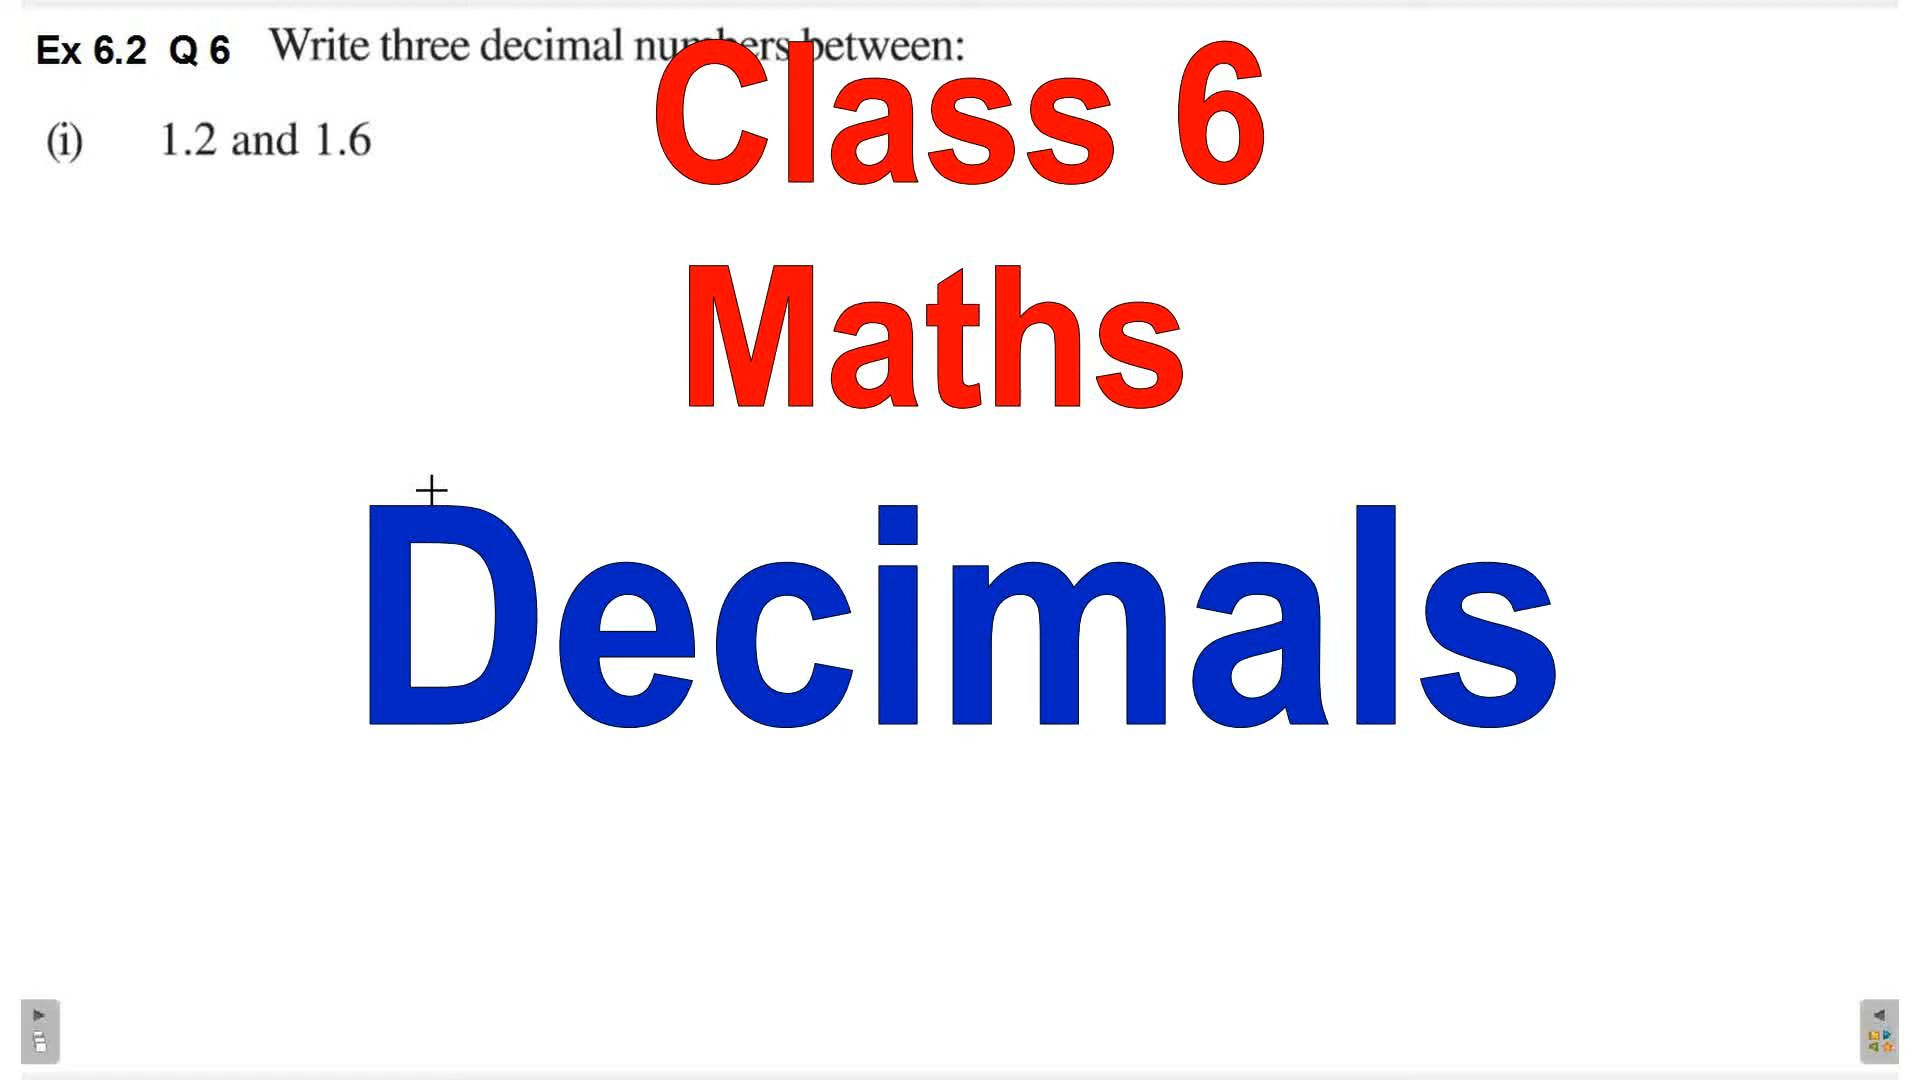 Ex 6.2 Q 6 Write three decimal numbers between:
(i) 1.2 and 1.6
Class 6
Maths
Decimals